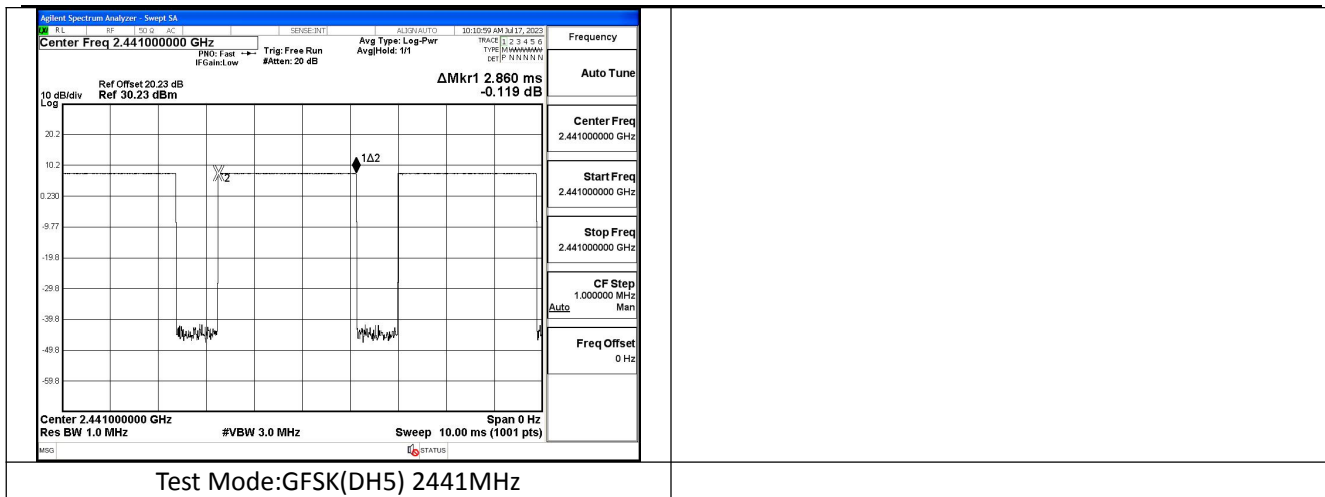 Agilent Spectrum Analyzer - Swept SA
RL RF 50 Ω AC SENSE:INT ALIGNAUTO 10:10:59 AM Jul 17, 2023
Center Freq 2.441000000 GHz
PNO: Fast
IFGain:Low
Trig: Free Run
#Atten: 20 dB
Avg Type: Log-Pwr
Avg|Hold: 1/1
TRACE 1 2 3 4 5 6
TYPE M
DET P N N N N N
Frequency
Ref Offset 20.23 dB
10 dB/div Ref 30.23 dBm
Log
ΔMkr1 2.860 ms
-0.119 dB
Auto Tune
20.2
10.2
0.230
-9.77
-19.8
-29.8
-39.8
-49.8
-59.8
1Δ2
2
Center Freq
2.441000000 GHz
Start Freq
2.441000000 GHz
Stop Freq
2.441000000 GHz
CF Step
1.000000 MHz
Auto Man
Freq Offset
0 Hz
Center 2.441000000 GHz Span 0 Hz
Res BW 1.0 MHz #VBW 3.0 MHz Sweep 10.00 ms (1001 pts)
MSG STATUS
Test Mode:GFSK(DH5) 2441MHz